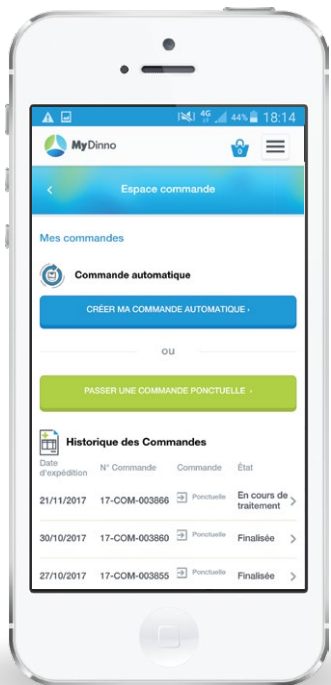 4G 44% 18:14
MyDinno 0
Espace commande
Mes commandes
Commande automatique
CRÉER MA COMMANDE AUTOMATIQUE ›
ou
PASSER UNE COMMANDE PONCTUELLE ›
Historique des Commandes
Date d'expédition N° Commande Commande État
21/11/2017 17-COM-003866 Ponctuelle En cours de traitement
30/10/2017 17-COM-003860 Ponctuelle Finalisée
27/10/2017 17-COM-003855 Ponctuelle Finalisée